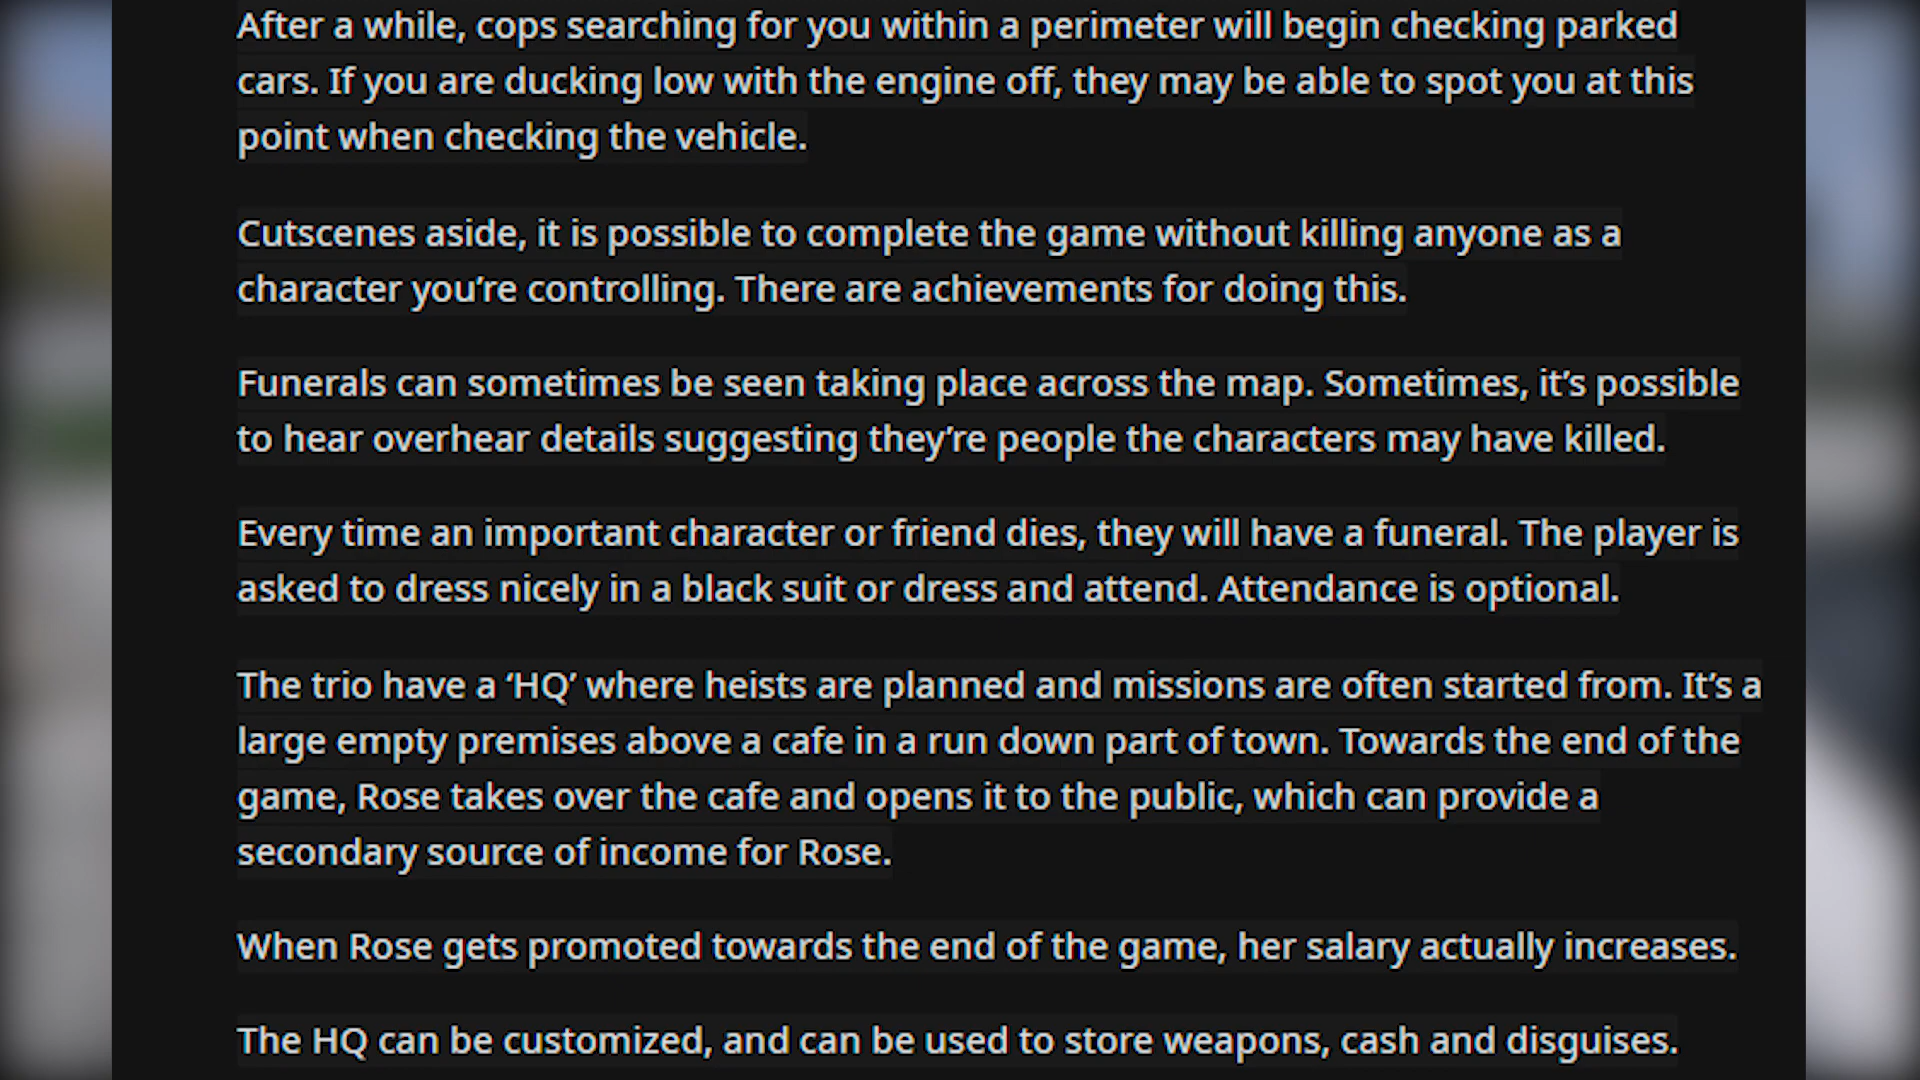 After a while, cops searching for you within a perimeter will begin checking parked
cars. If you are ducking low with the engine off, they may be able to spot you at this
point when checking the vehicle.
Cutscenes aside, it is possible to complete the game without killing anyone as a
character you’re controlling. There are achievements for doing this.
Funerals can sometimes be seen taking place across the map. Sometimes, it’s possible
to hear overhear details suggesting they’re people the characters may have killed.
Every time an important character or friend dies, they will have a funeral. The player is
asked to dress nicely in a black suit or dress and attend. Attendance is optional.
The trio have a ‘HQ’ where heists are planned and missions are often started from. It’s a
large empty premises above a cafe in a run down part of town. Towards the end of the
game, Rose takes over the cafe and opens it to the public, which can provide a
secondary source of income for Rose.
When Rose gets promoted towards the end of the game, her salary actually increases.
The HQ can be customized, and can be used to store weapons, cash and disguises.